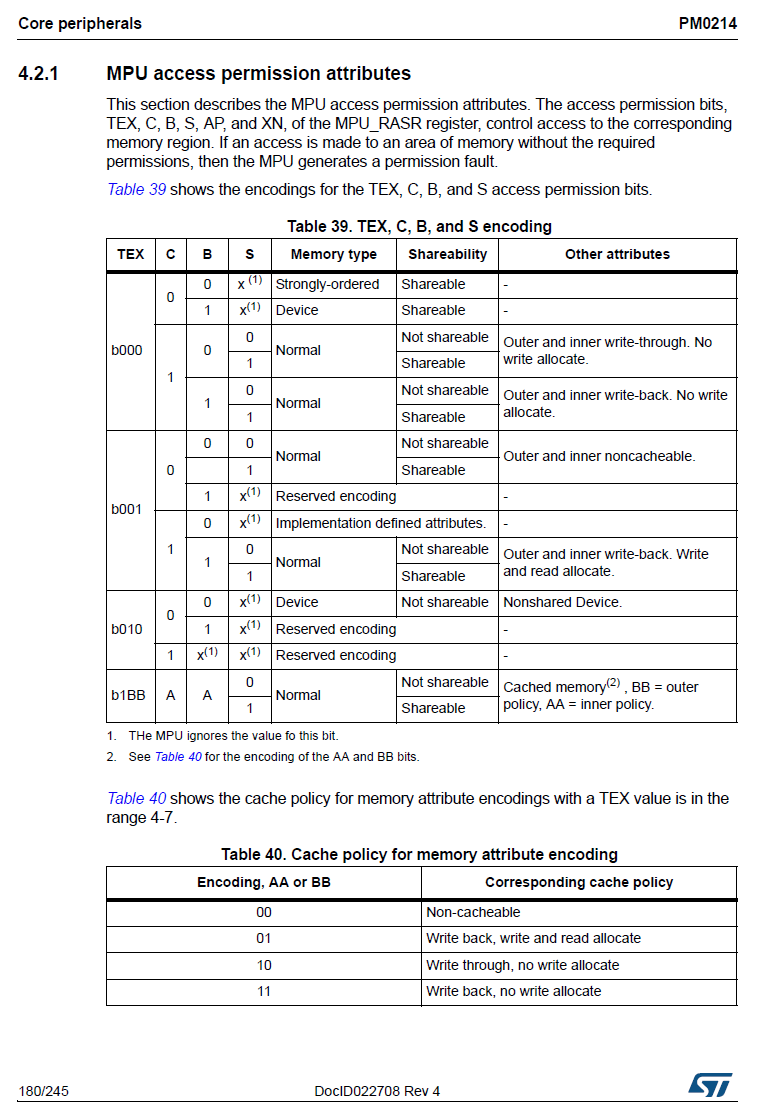 Core peripherals PM0214
4.2.1 MPU access permission attributes
This section describes the MPU access permission attributes. The access permission bits,
TEX, C, B, S, AP, and XN, of the MPU_RASR register, control access to the corresponding
memory region. If an access is made to an area of memory without the required
permissions, then the MPU generates a permission fault.
Table 39 shows the encodings for the TEX, C, B, and S access permission bits.
Table 39. TEX, C, B, and S encoding
TEX C B S Memory type Shareability Other attributes
b000 0 0 x (1) Strongly-ordered Shareable -
1 x(1) Device Shareable -
1 0 0 Normal Not shareable Outer and inner write-through. No
1 Shareable write allocate.
1 0 Normal Not shareable Outer and inner write-back. No write
1 Shareable allocate.
b001 0 0 0 Normal Not shareable Outer and inner noncacheable.
1 Shareable
1 x(1) Reserved encoding -
1 0 x(1) Implementation defined attributes. -
1 0 Normal Not shareable Outer and inner write-back. Write
1 Shareable and read allocate.
b010 0 0 x(1) Device Not shareable Nonshared Device.
1 x(1) Reserved encoding -
1 x(1) x(1) Reserved encoding -
b1BB A A 0 Normal Not shareable Cached memory(2) , BB = outer
1 Shareable policy, AA = inner policy.
1. THe MPU ignores the value fo this bit.
2. See Table 40 for the encoding of the AA and BB bits.
Table 40 shows the cache policy for memory attribute encodings with a TEX value is in the
range 4-7.
Table 40. Cache policy for memory attribute encoding
Encoding, AA or BB Corresponding cache policy
00 Non-cacheable
01 Write back, write and read allocate
10 Write through, no write allocate
11 Write back, no write allocate
180/245 DocID022708 Rev 4 ST